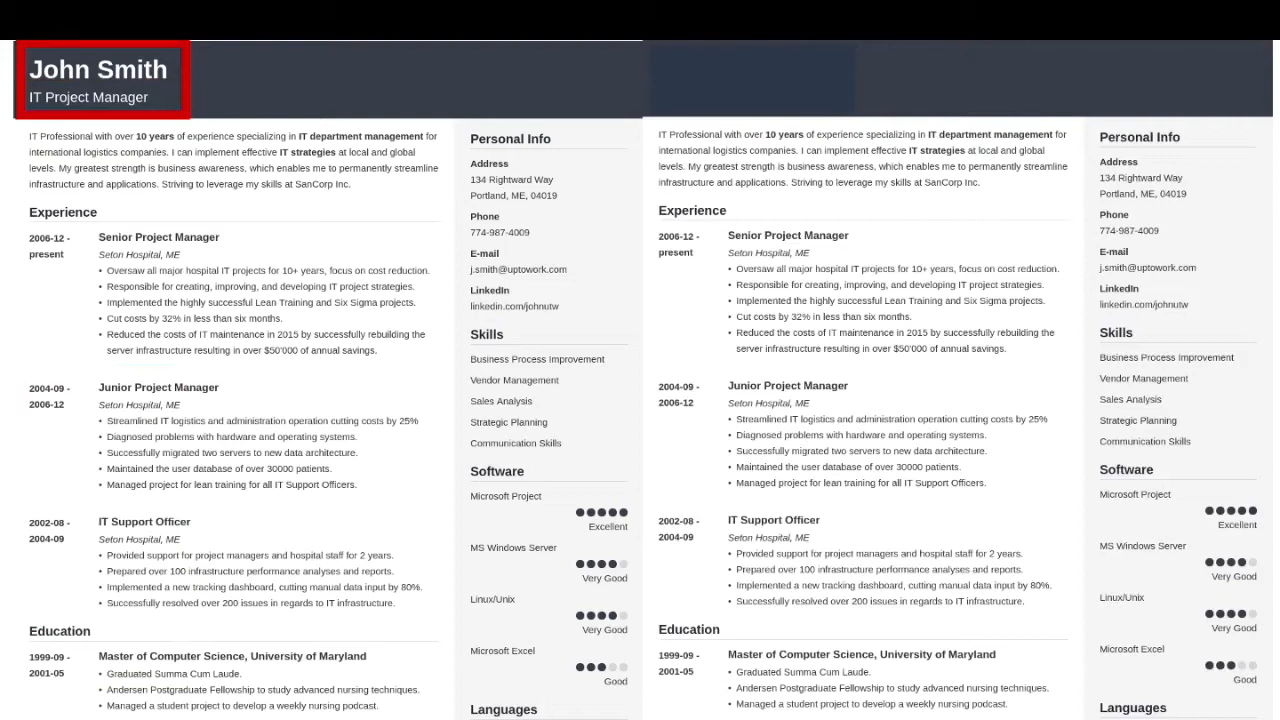 John Smith
IT Project Manager
IT Professional with over 10 years of experience specializing in IT department management for
international logistics companies. I can implement effective IT strategies at local and global
levels. My greatest strength is business awareness, which enables me to permanently streamline
infrastructure and applications. Striving to leverage my skills at SanCorp Inc.
Experience
2006-12 -
present
Senior Project Manager
Seton Hospital, ME
• Oversaw all major hospital IT projects for 10+ years, focus on cost reduction.
• Responsible for creating, improving, and developing IT project strategies.
• Implemented the highly successful Lean Training and Six Sigma projects.
• Cut costs by 32% in less than six months.
• Reduced the costs of IT maintenance in 2015 by successfully rebuilding the
server infrastructure resulting in over $50'000 of annual savings.
2004-09 -
2006-12
Junior Project Manager
Seton Hospital, ME
• Streamlined IT logistics and administration operation cutting costs by 25%
• Diagnosed problems with hardware and operating systems.
• Successfully migrated two servers to new data architecture.
• Maintained the user database of over 30000 patients.
• Managed project for lean training for all IT Support Officers.
2002-08 -
2004-09
IT Support Officer
Seton Hospital, ME
• Provided support for project managers and hospital staff for 2 years.
• Prepared over 100 infrastructure performance analyses and reports.
• Implemented a new tracking dashboard, cutting manual data input by 80%.
• Successfully resolved over 200 issues in regards to IT infrastructure.
Education
1999-09 -
2001-05
Master of Computer Science, University of Maryland
• Graduated Summa Cum Laude.
• Andersen Postgraduate Fellowship to study advanced nursing techniques.
• Managed a student project to develop a weekly nursing podcast.
Personal Info
Address
134 Rightward Way
Portland, ME, 04019
Phone
774-987-4009
E-mail
j.smith@uptowork.com
LinkedIn
linkedin.com/johnutw
Skills
Business Process Improvement
Vendor Management
Sales Analysis
Strategic Planning
Communication Skills
Software
Microsoft Project
Excellent
MS Windows Server
Very Good
Linux/Unix
Very Good
Microsoft Excel
Good
Languages
IT Professional with over 10 years of experience specializing in IT department management for
international logistics companies. I can implement effective IT strategies at local and global
levels. My greatest strength is business awareness, which enables me to permanently streamline
infrastructure and applications. Striving to leverage my skills at SanCorp Inc.
Experience
2006-12 -
present
Senior Project Manager
Seton Hospital, ME
• Oversaw all major hospital IT projects for 10+ years, focus on cost reduction.
• Responsible for creating, improving, and developing IT project strategies.
• Implemented the highly successful Lean Training and Six Sigma projects.
• Cut costs by 32% in less than six months.
• Reduced the costs of IT maintenance in 2015 by successfully rebuilding the
server infrastructure resulting in over $50'000 of annual savings.
2004-09 -
2006-12
Junior Project Manager
Seton Hospital, ME
• Streamlined IT logistics and administration operation cutting costs by 25%
• Diagnosed problems with hardware and operating systems.
• Successfully migrated two servers to new data architecture.
• Maintained the user database of over 30000 patients.
• Managed project for lean training for all IT Support Officers.
2002-08 -
2004-09
IT Support Officer
Seton Hospital, ME
• Provided support for project managers and hospital staff for 2 years.
• Prepared over 100 infrastructure performance analyses and reports.
• Implemented a new tracking dashboard, cutting manual data input by 80%.
• Successfully resolved over 200 issues in regards to IT infrastructure.
Education
1999-09 -
2001-05
Master of Computer Science, University of Maryland
• Graduated Summa Cum Laude.
• Andersen Postgraduate Fellowship to study advanced nursing techniques.
• Managed a student project to develop a weekly nursing podcast.
Personal Info
Address
134 Rightward Way
Portland, ME, 04019
Phone
774-987-4009
E-mail
j.smith@uptowork.com
LinkedIn
linkedin.com/johnutw
Skills
Business Process Improvement
Vendor Management
Sales Analysis
Strategic Planning
Communication Skills
Software
Microsoft Project
Excellent
MS Windows Server
Very Good
Linux/Unix
Very Good
Microsoft Excel
Good
Languages